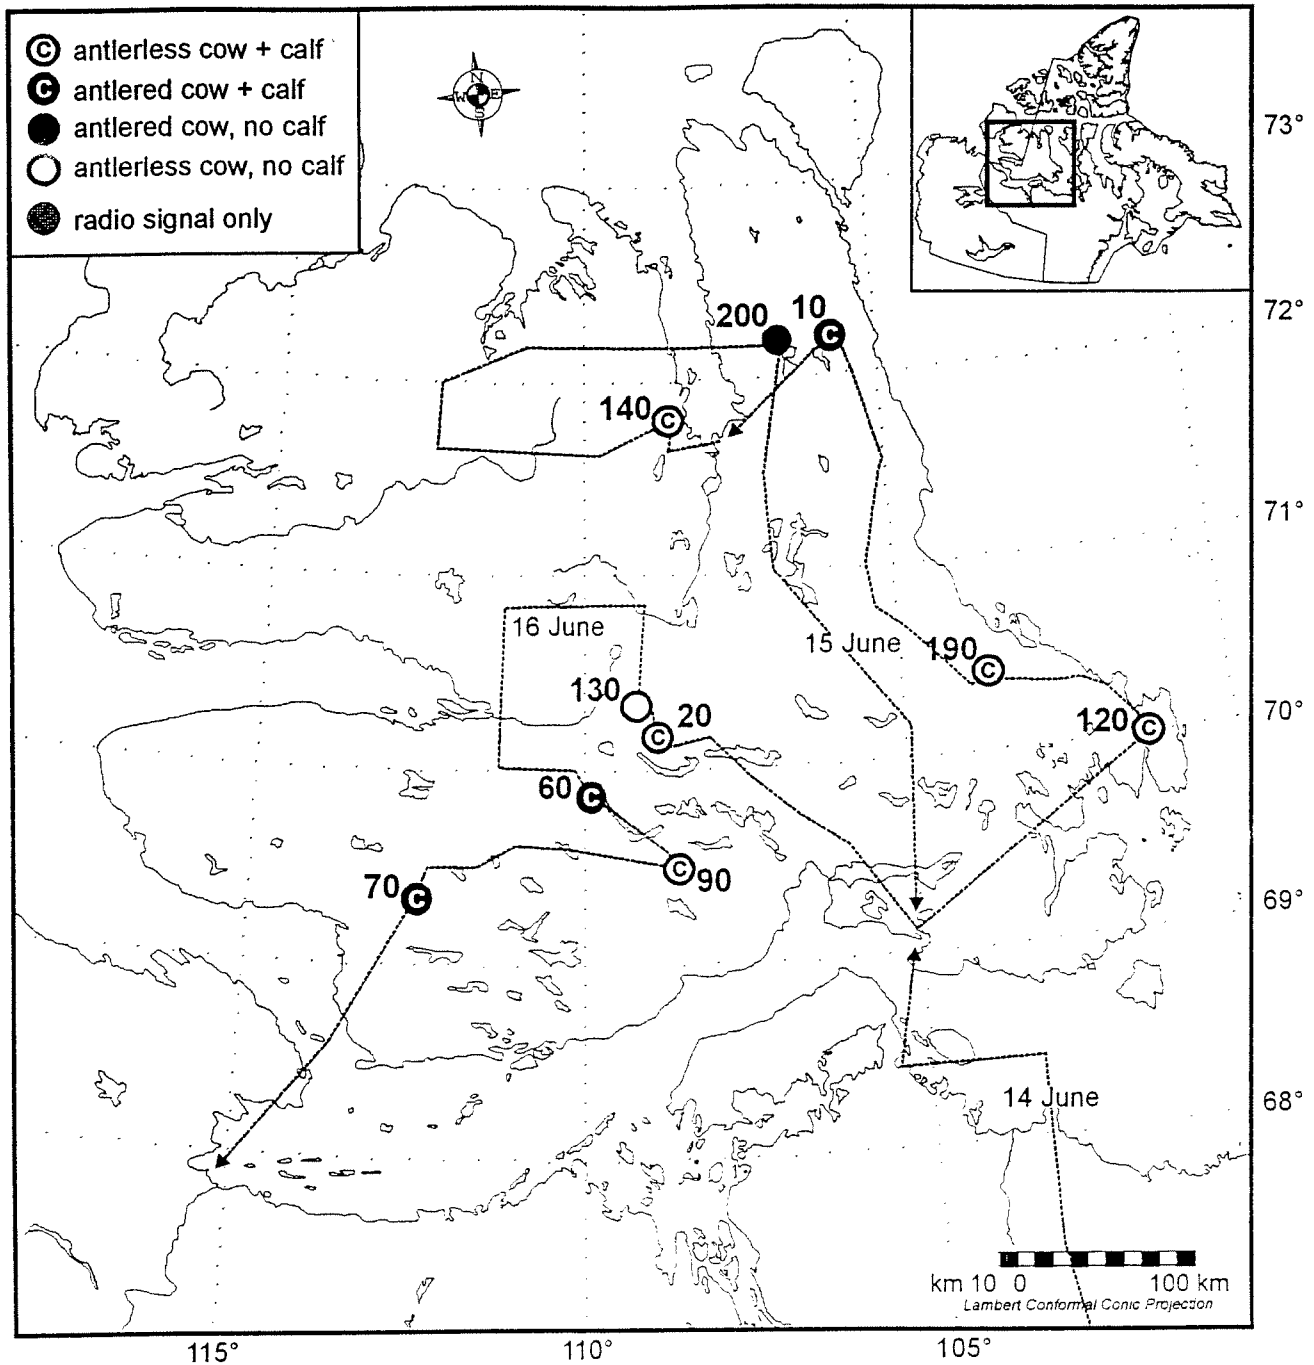 C antlerless cow + calf
C antlered cow + calf
antlered cow, no calf
antlerless cow, no calf
radio signal only
N
W E
S
73°
72°
71°
70°
69°
68°
200 10
C
140 C
16 June
15 June
190 C
130
20
C
120 C
60 C
C 90
70 C
14 June
km 10 0 100 km
Lambert Conformal Conic Projection
115° 110° 105°